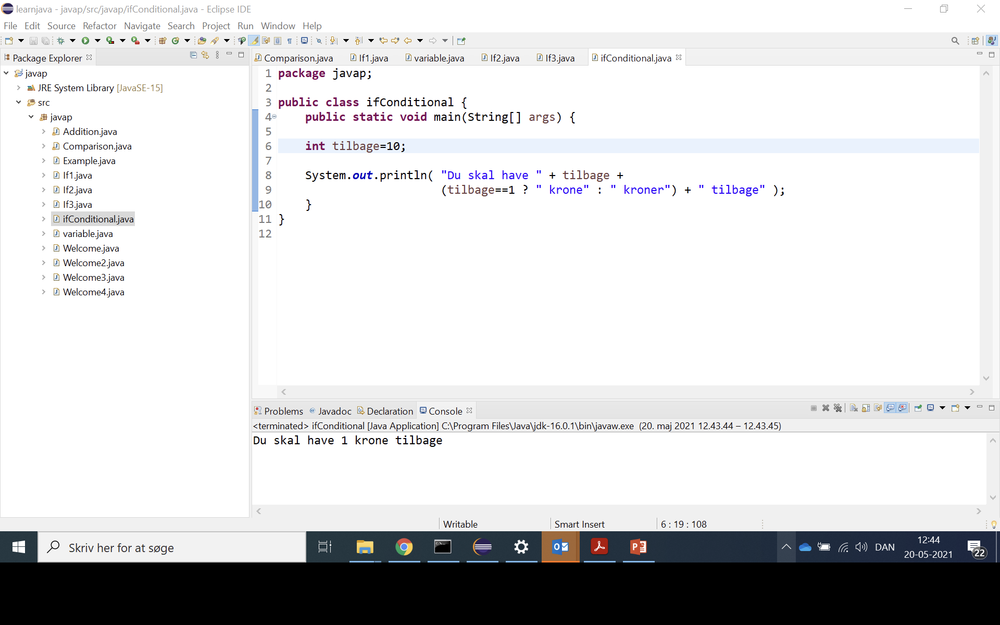 learnjava - javap/src/javap/ifConditional.java - Eclipse IDE
File Edit Source Refactor Navigate Search Project Run Window Help
Package Explorer
Comparison.java If1.java variable.java If2.java If3.java ifConditional.java
javap
JRE System Library [JavaSE-15]
src
javap
Addition.java
Comparison.java
Example.java
If1.java
If2.java
If3.java
ifConditional.java
variable.java
Welcome.java
Welcome2.java
Welcome3.java
Welcome4.java
1 package javap;
2
3 public class ifConditional {
4 public static void main(String[] args) {
5
6 int tilbage=10;
7
8 System.out.println( "Du skal have " + tilbage +
9 (tilbage==1 ? " krone" : " kroner") + " tilbage" );
10 }
11 }
12
Problems @ Javadoc Declaration Console
<terminated> ifConditional [Java Application] C:\Program Files\Java\jdk-16.0.1\bin\javaw.exe (20. maj 2021 12.43.44 – 12.43.45)
Du skal have 1 krone tilbage
Writable Smart Insert 6 : 19 : 108
Skriv her for at søge
DAN
12:44
20-05-2021
22